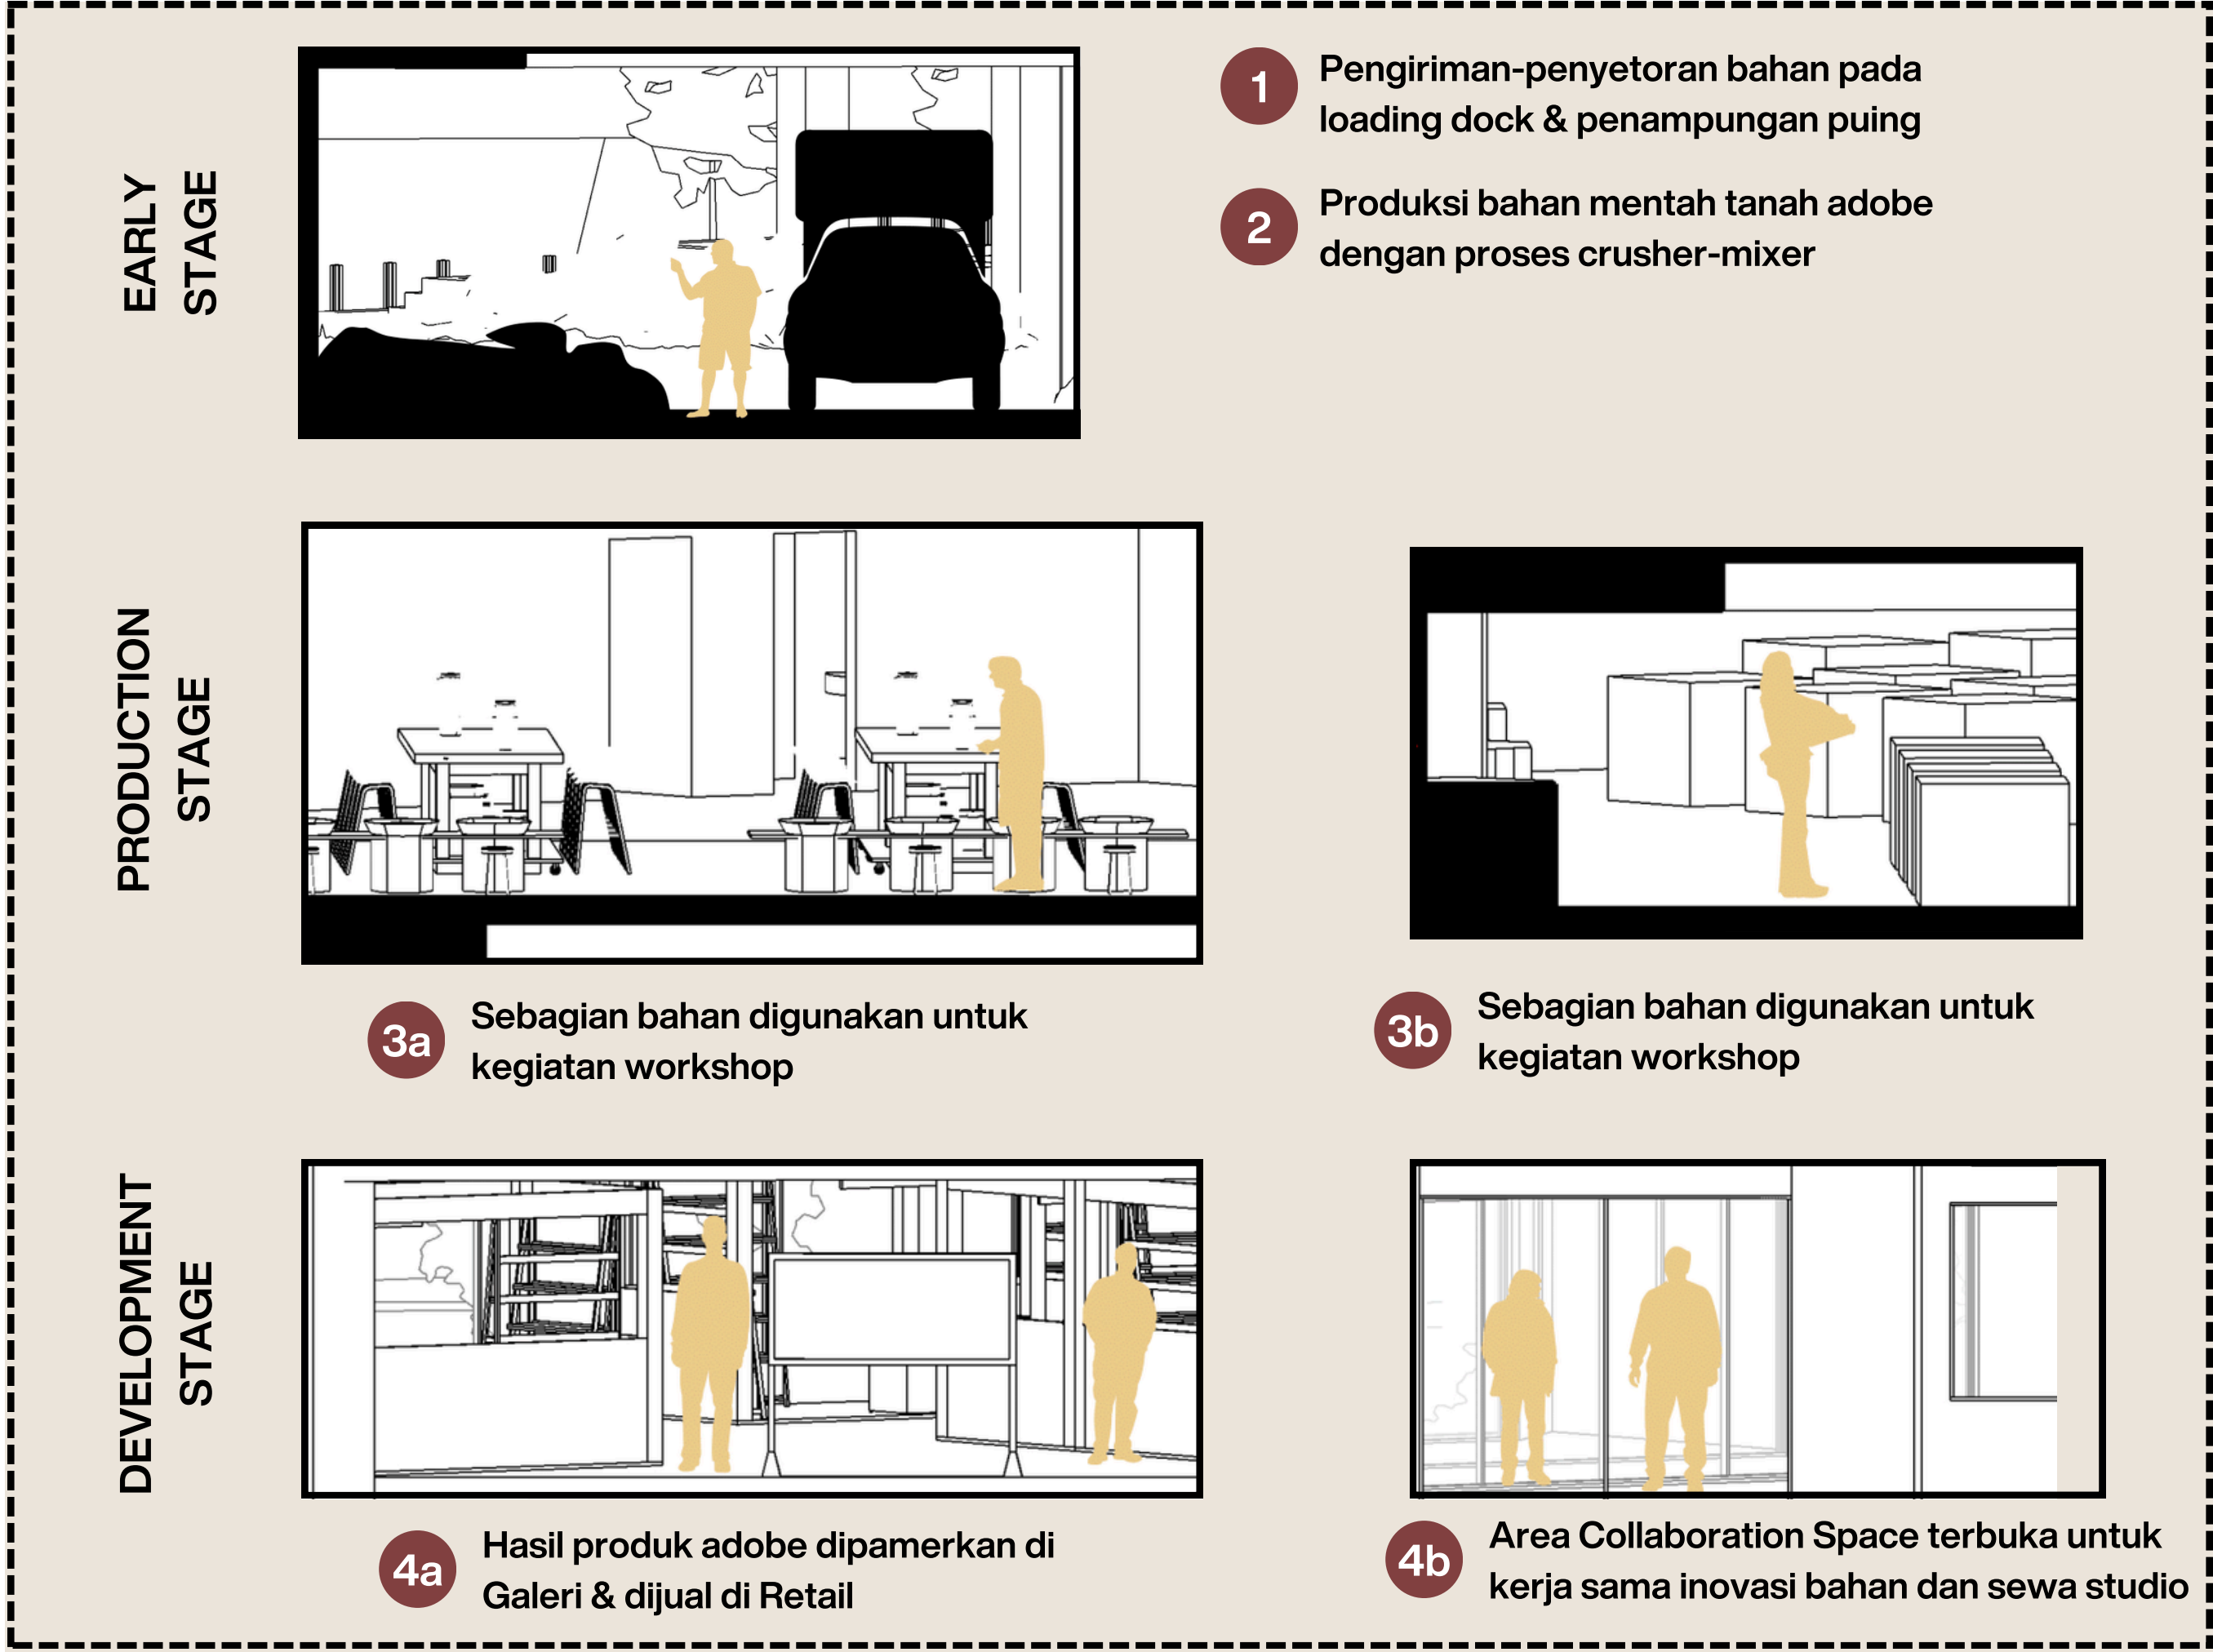 EARLY
STAGE
1
Pengiriman-penyetoran bahan pada
loading dock & penampungan puing
2
Produksi bahan mentah tanah adobe
dengan proses crusher-mixer
PRODUCTION
STAGE
3a
Sebagian bahan digunakan untuk
kegiatan workshop
3b
Sebagian bahan digunakan untuk
kegiatan workshop
DEVELOPMENT
STAGE
4a
Hasil produk adobe dipamerkan di
Galeri & dijual di Retail
4b
Area Collaboration Space terbuka untuk
kerja sama inovasi bahan dan sewa studio